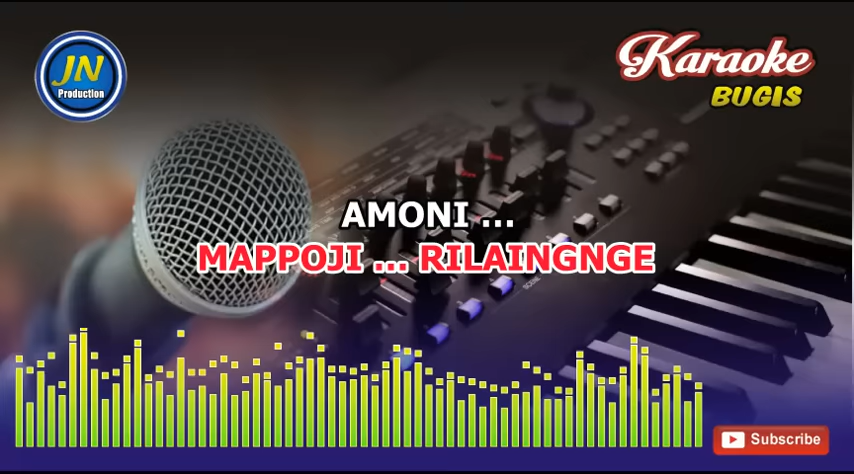 JN
Production
Karaoke
BUGIS
AMONI ...
MAPPOJI ... RILAINGNGE
Subscribe